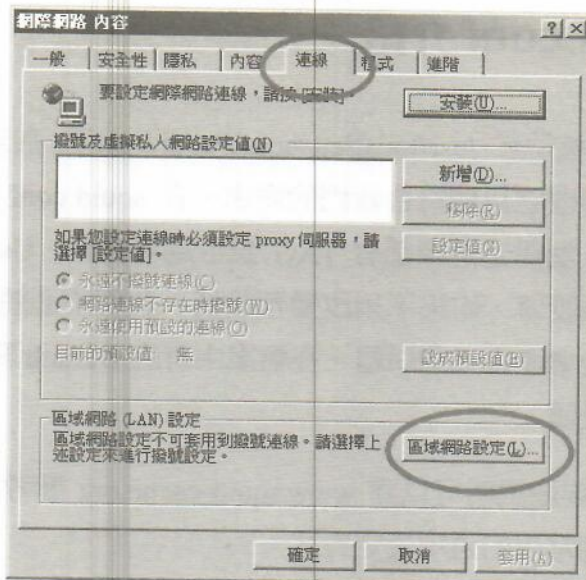 網際網路 內容
一般 安全性 隱私 內容 連線 程式 進階
要設定網際網路連線,請按 [安裝]。
安裝(U)...
撥號及虛擬私人網路設定值(N)
新增(D)...
移除(R)
如果您設定連線時必須設定 proxy 伺服器,請
選擇 [設定值]。
設定值(S)
永遠不撥號連線(C)
網路連線不存在時撥號(W)
永遠使用預設的連線(O)
目前的預設值: 無
設成預設值(E)
區域網路 (LAN) 設定
區域網路設定不可套用到撥號連線。請選擇上
述設定來進行撥號設定。
區域網路設定(L)...
確定 取消 套用(A)